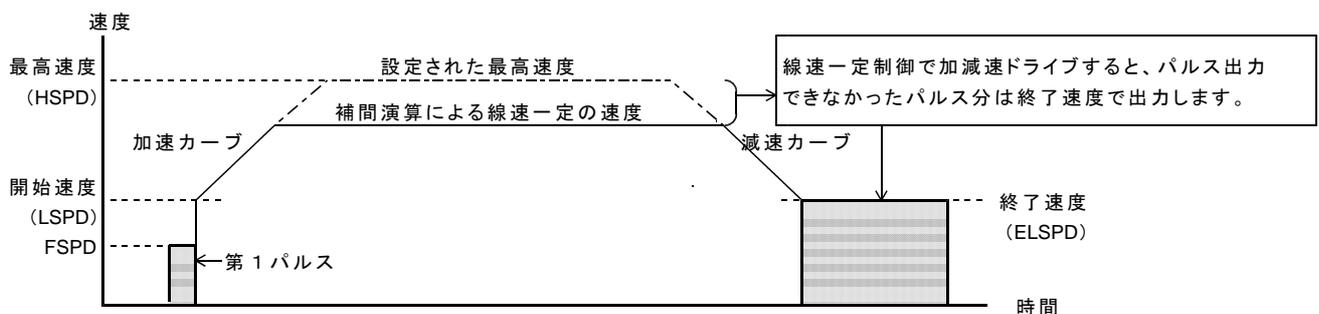 速度
最高速度
（HSPD）
設定された最高速度
線速一定制御で加減速ドライブすると、パルス出力
できなかったパルス分は終了速度で出力します。
補間演算による線速一定の速度
加速カーブ
減速カーブ
開始速度
（LSPD）
終了速度
（ELSPD）
FSPD
第１パルス
時間